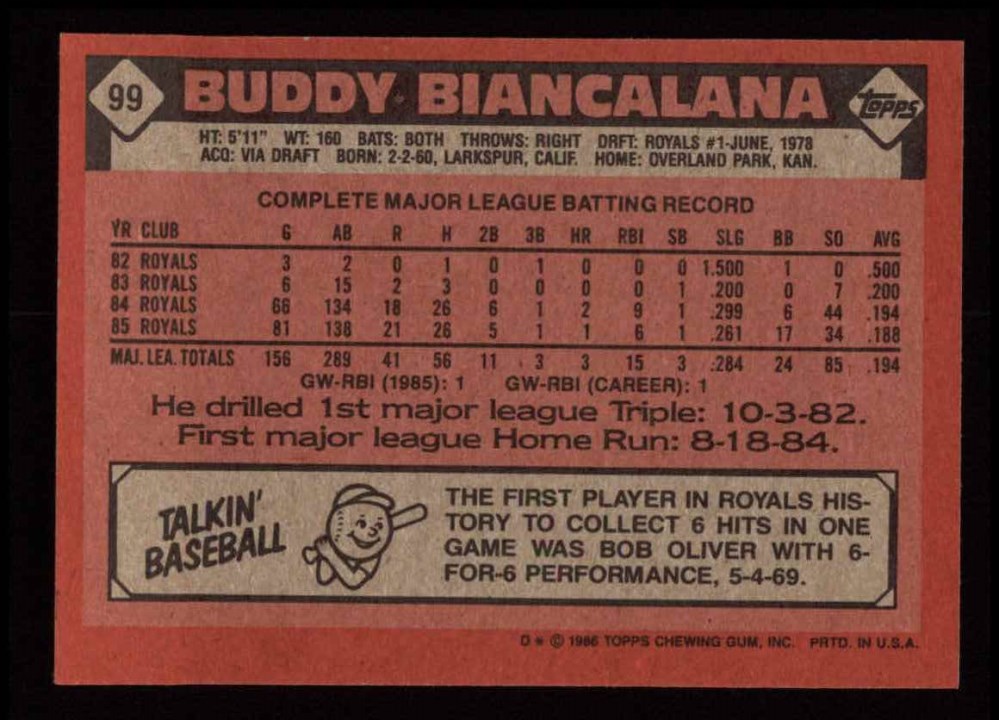 99 BUDDY BIANCALANA TOPPS
HT: 5'11" WT: 160 BATS: BOTH THROWS: RIGHT DRFT: ROYALS #1-JUNE, 1978
ACQ: VIA DRAFT BORN: 2-2-60, LARKSPUR, CALIF. HOME: OVERLAND PARK, KAN.
COMPLETE MAJOR LEAGUE BATTING RECORD
YR CLUB G AB R H 2B 3B HR RBI SB SLG BB SO AVG
82 ROYALS 3 2 0 1 0 1 0 0 0 1.500 1 0 .500
83 ROYALS 6 15 2 3 0 0 0 0 1 .200 0 7 .200
84 ROYALS 66 134 18 26 6 1 2 9 1 .299 6 44 .194
85 ROYALS 81 138 21 26 5 1 1 6 1 .261 17 34 .188
MAJ. LEA. TOTALS 156 289 41 56 11 3 3 15 3 .284 24 85 .194
GW-RBI (1985): 1 GW-RBI (CAREER): 1
He drilled 1st major league Triple: 10-3-82.
First major league Home Run: 8-18-84.
TALKIN'
BASEBALL
THE FIRST PLAYER IN ROYALS HIS-
TORY TO COLLECT 6 HITS IN ONE
GAME WAS BOB OLIVER WITH 6-
FOR-6 PERFORMANCE, 5-4-69.
D * © 1986 TOPPS CHEWING GUM, INC. PRTD. IN U.S.A.